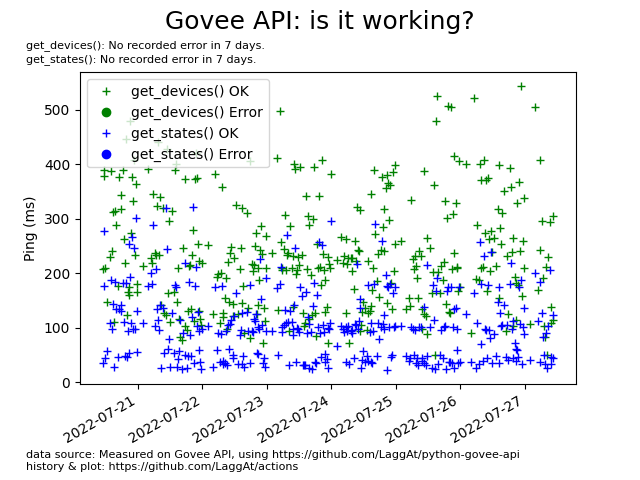 Govee API: is it working?
get_devices(): No recorded error in 7 days.
get_states(): No recorded error in 7 days.
get_devices() OK
get_devices() Error
get_states() OK
get_states() Error
Ping (ms)
500
400
300
200
100
0
2022-07-21
2022-07-22
2022-07-23
2022-07-24
2022-07-25
2022-07-26
2022-07-27
data source: Measured on Govee API, using https://github.com/LaggAt/python-govee-api
history & plot: https://github.com/LaggAt/actions